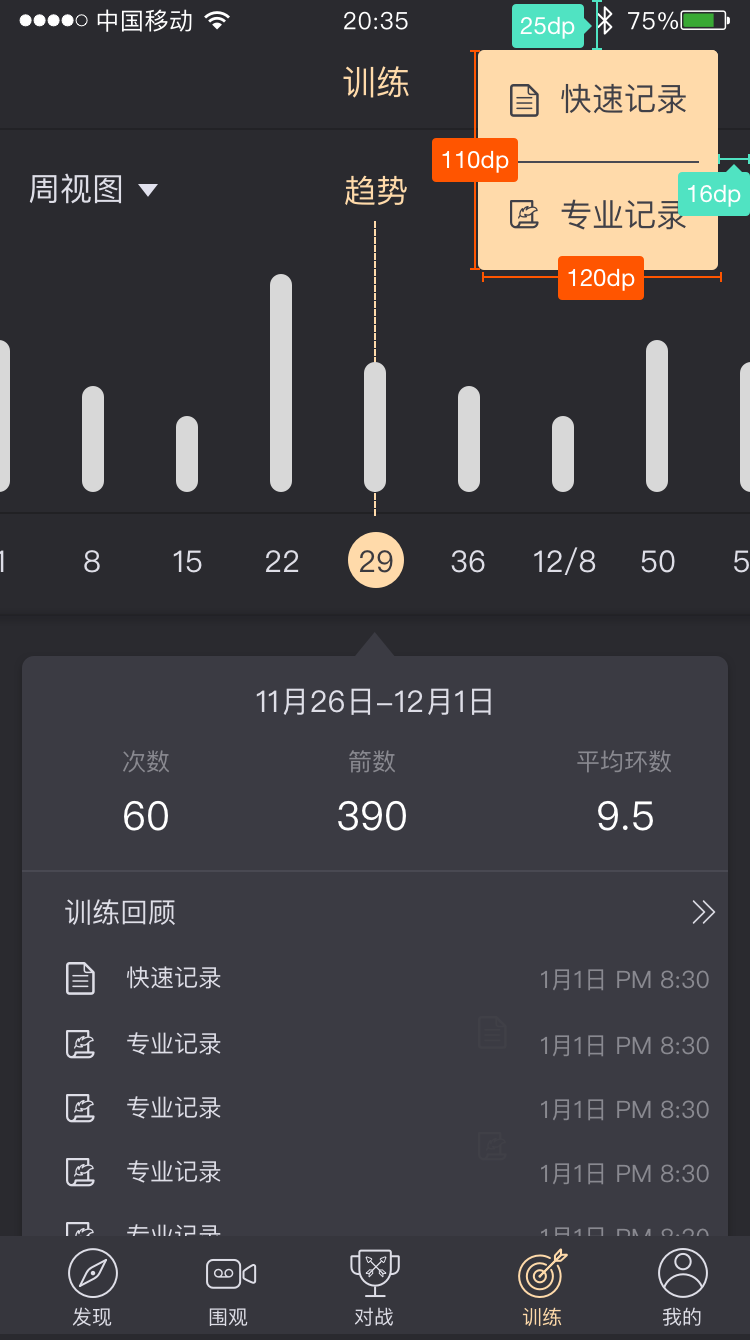 中国移动 20:35 25dp 75%
训练
快速记录
110dp
周视图 趋势 16dp
专业记录
120dp
1 8 15 22 29 36 12/8 50 5
11月26日–12月1日
次数 箭数 平均环数
60 390 9.5
训练回顾
快速记录 1月1日 PM 8:30
专业记录 1月1日 PM 8:30
专业记录 1月1日 PM 8:30
专业记录 1月1日 PM 8:30
专业记录 1月1日 PM 8:30
发现 围观 对战 训练 我的